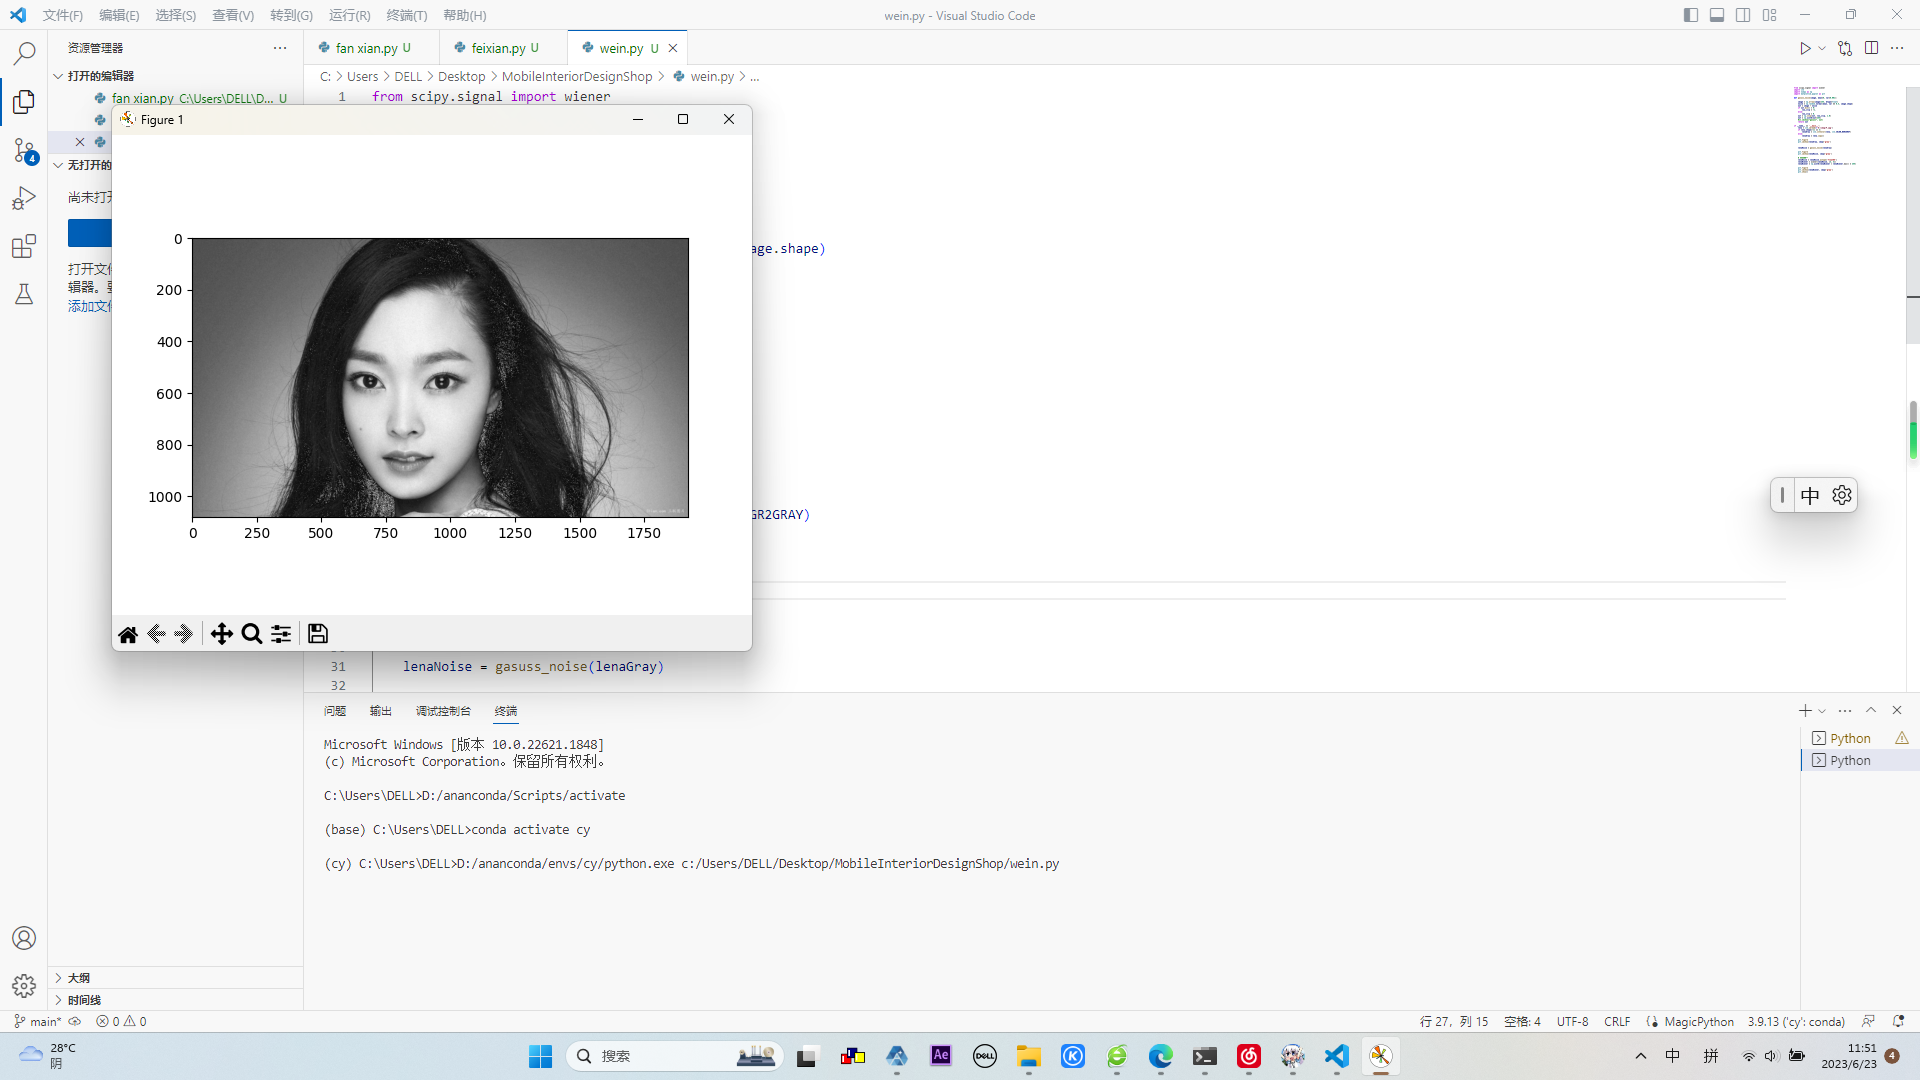 文件(F) 编辑(E) 选择(S) 查看(V) 转到(G) 运行(R) 终端(T) 帮助(H)
wein.py - Visual Studio Code
资源管理器
打开的编辑器
fan xian.py C:\Users\DELL\D... U
无打开的
尚未打开
打开文件
辑器。要
添加文件
4
fan xian.py U
feixian.py U
wein.py U
C: > Users > DELL > Desktop > MobileInteriorDesignShop > wein.py > ...
1 from scipy.signal import wiener
age.shape)
GR2GRAY)
31 lenaNoise = gasuss_noise(lenaGray)
32
Figure 1
0
200
400
600
800
1000
0 250 500 750 1000 1250 1500 1750
问题 输出 调试控制台 终端
Microsoft Windows [版本 10.0.22621.1848]
(c) Microsoft Corporation。保留所有权利。
C:\Users\DELL>D:/ananconda/Scripts/activate
(base) C:\Users\DELL>conda activate cy
(cy) C:\Users\DELL>D:/ananconda/envs/cy/python.exe c:/Users/DELL/Desktop/MobileInteriorDesignShop/wein.py
Python
Python
中
大纲
时间线
main* 0 0
行 27，列 15 空格: 4 UTF-8 CRLF MagicPython 3.9.13 ('cy': conda)
28°C
阴
搜索
Ae
DELL
K
中
拼
11:51
2023/6/23
4